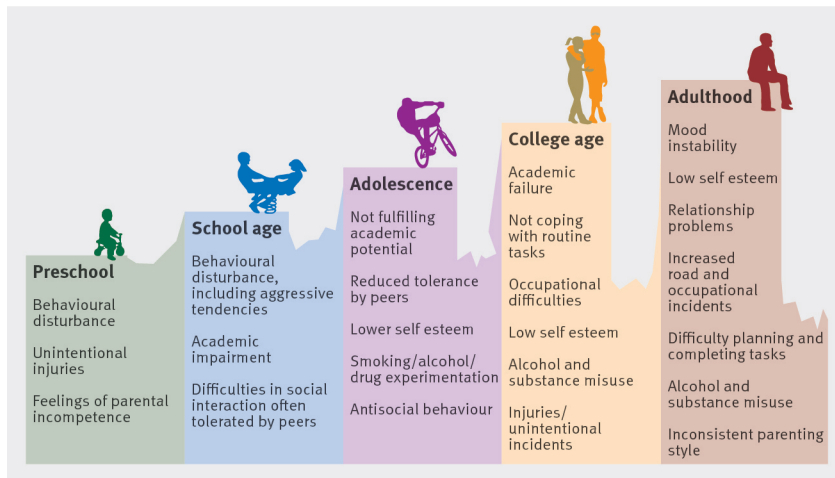 Preschool
Behavioural
disturbance
Unintentional
injuries
Feelings of parental
incompetence
School age
Behavioural
disturbance,
including aggressive
tendencies
Academic
impairment
Difficulties in social
interaction often
tolerated by peers
Adolescence
Not fulfilling
academic
potential
Reduced tolerance
by peers
Lower self esteem
Smoking/alcohol/
drug experimentation
Antisocial behaviour
College age
Academic
failure
Not coping
with routine
tasks
Occupational
difficulties
Low self esteem
Alcohol and
substance misuse
Injuries/
unintentional
incidents
Adulthood
Mood
instability
Low self esteem
Relationship
problems
Increased
road and
occupational
incidents
Difficulty planning and
completing tasks
Alcohol and
substance misuse
Inconsistent parenting
style